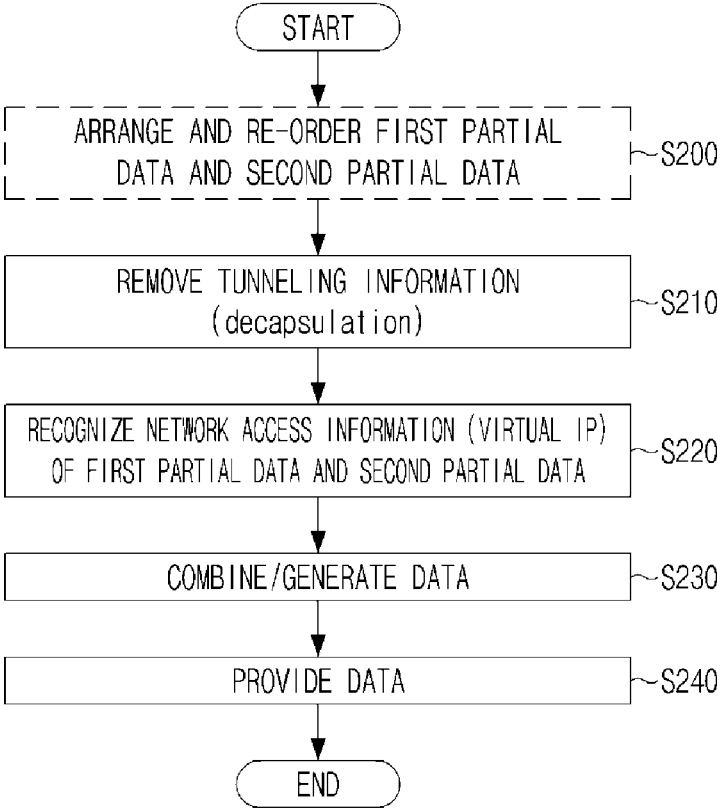 START
ARRANGE AND RE-ORDER FIRST PARTIAL
DATA AND SECOND PARTIAL DATA
S200
REMOVE TUNNELING INFORMATION
(decapsulation)
S210
RECOGNIZE NETWORK ACCESS INFORMATION (VIRTUAL IP)
OF FIRST PARTIAL DATA AND SECOND PARTIAL DATA
S220
COMBINE/GENERATE DATA
S230
PROVIDE DATA
S240
END